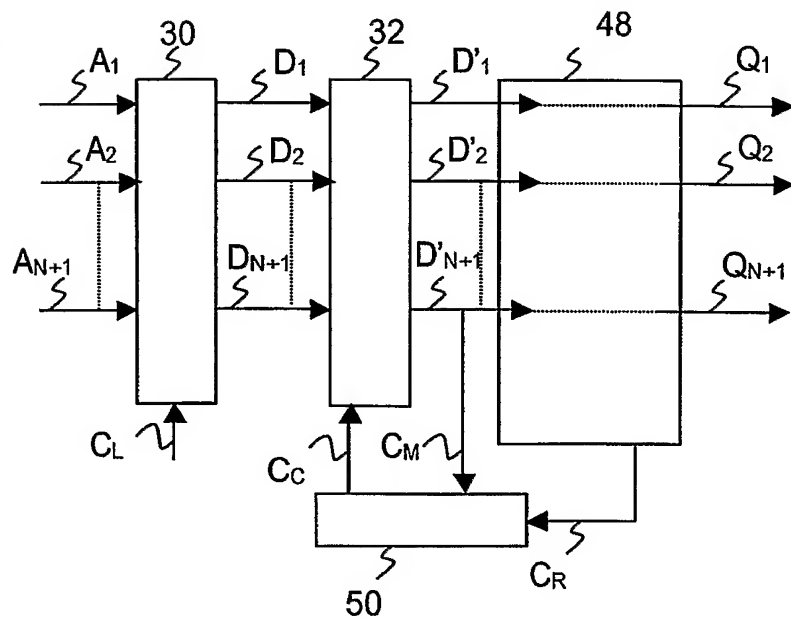 30 32 48
A1 D1 D'1 Q1
A2 D2 D'2 Q2
AN+1 DN+1 D'N+1 QN+1
CL CC CM
50 CR